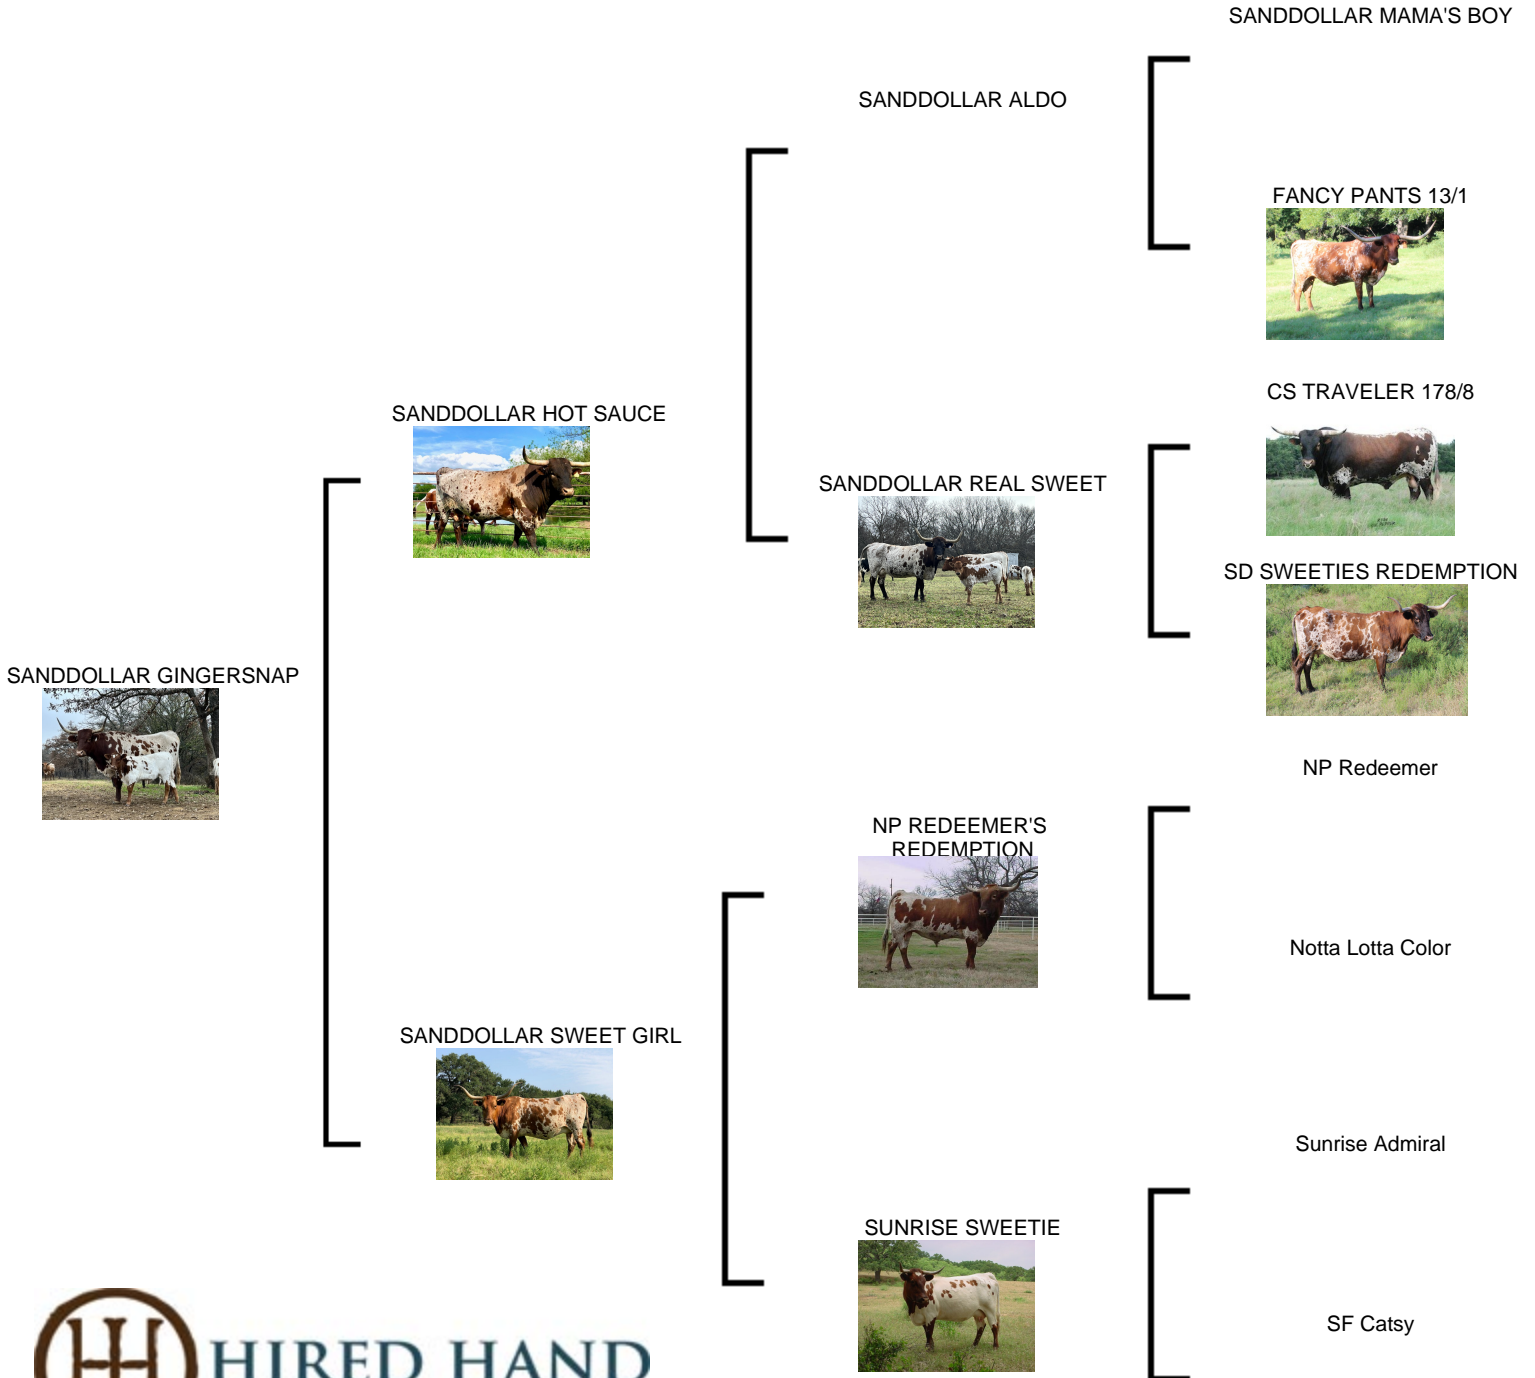 SANDDOLLAR MAMA'S BOY
SANDDOLLAR ALDO
FANCY PANTS 13/1
CS TRAVELER 178/8
SANDDOLLAR HOT SAUCE
SANDDOLLAR REAL SWEET
SD SWEETIES REDEMPTION
SANDDOLLAR GINGERSNAP
NP Redeemer
NP REDEEMER'S
REDEMPTION
Notta Lotta Color
SANDDOLLAR SWEET GIRL
Sunrise Admiral
SUNRISE SWEETIE
SF Catsy
HIRED HAND